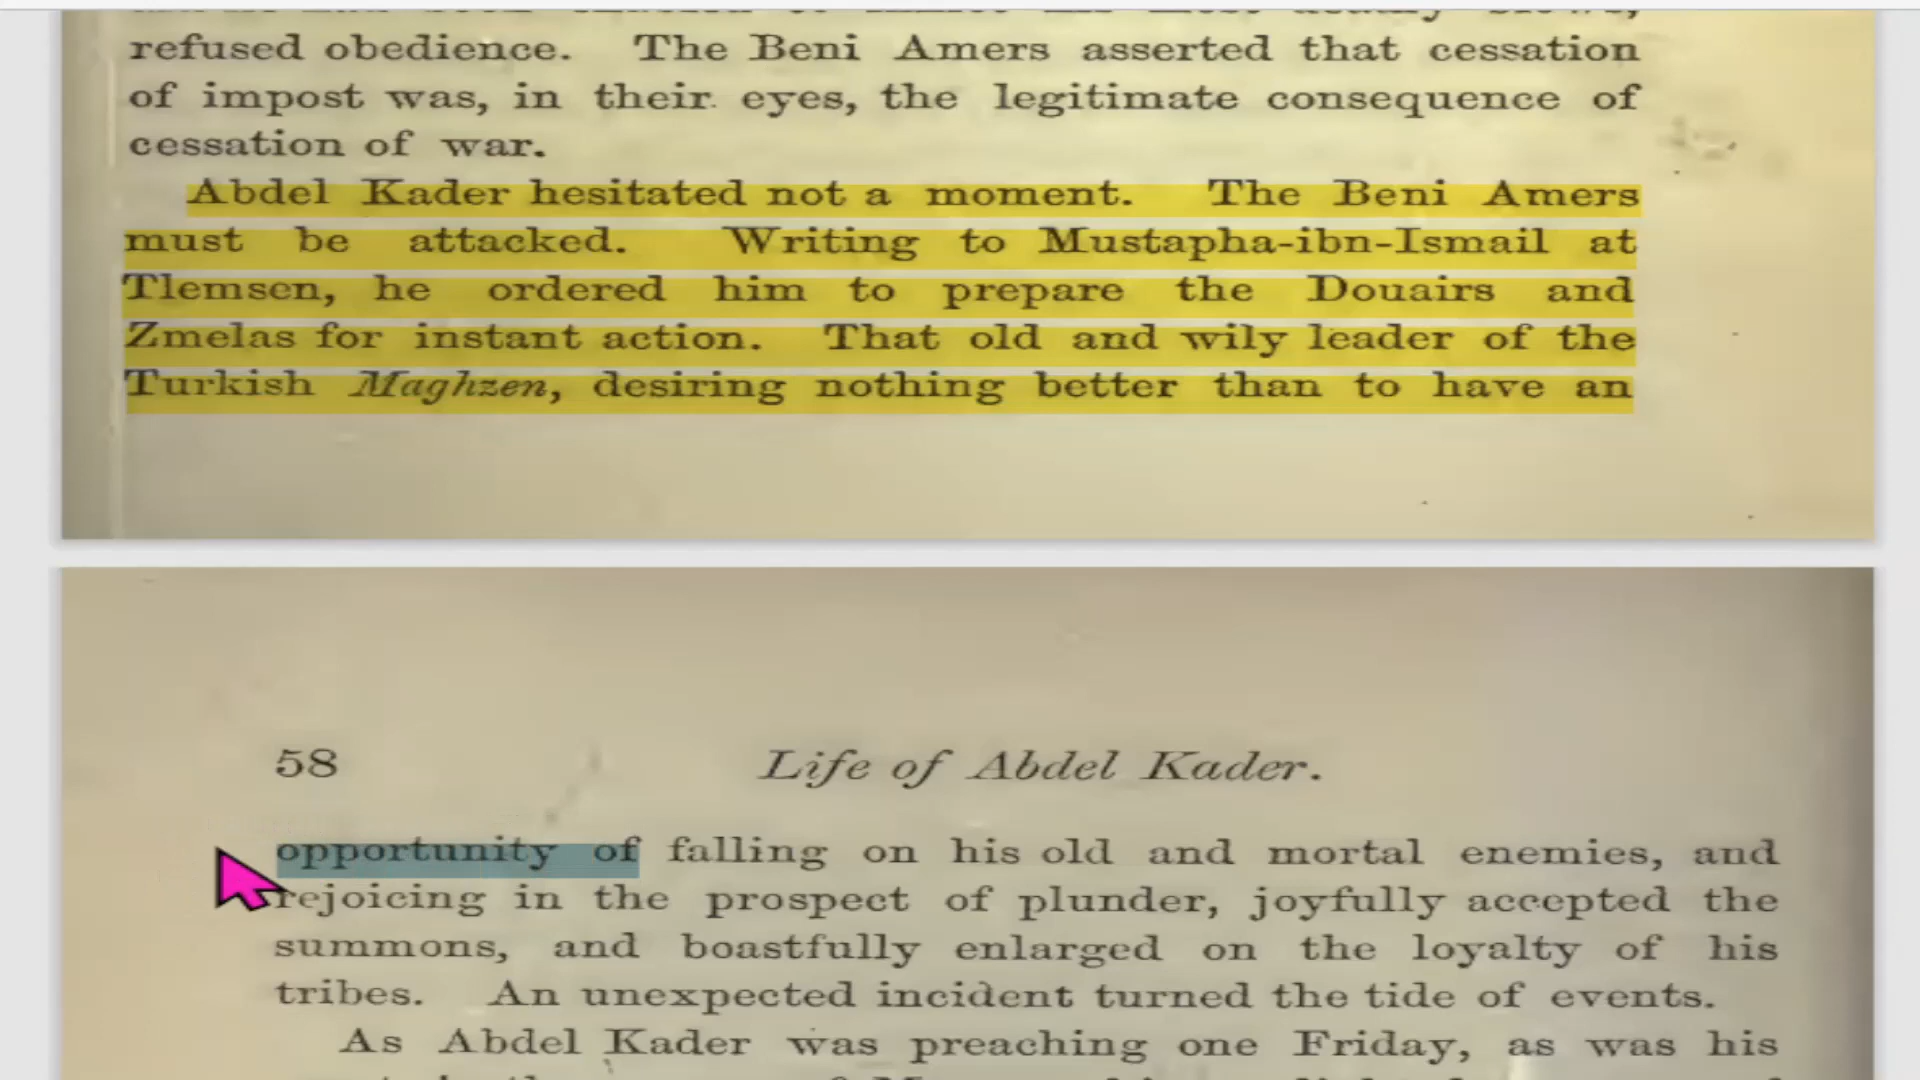 refused obedience. The Beni Amers asserted that cessation
of impost was, in their eyes, the legitimate consequence of
cessation of war.
Abdel Kader hesitated not a moment. The Beni Amers
must be attacked. Writing to Mustapha-ibn-Ismail at
Tlemsen, he ordered him to prepare the Douairs and
Zmelas for instant action. That old and wily leader of the
Turkish Maghzen, desiring nothing better than to have an
58 Life of Abdel Kader.
opportunity of falling on his old and mortal enemies, and
rejoicing in the prospect of plunder, joyfully accepted the
summons, and boastfully enlarged on the loyalty of his
tribes. An unexpected incident turned the tide of events.
As Abdel Kader was preaching one Friday, as was his